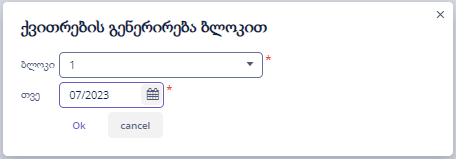 ქვითრების გენერირება ბლოკით
ბლოკი 1 *
თვე 07/2023 *
Ok cancel